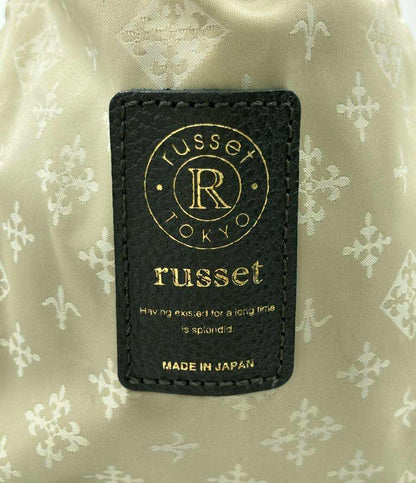 russet
R
TOKYO
russet
Having existed for a long time
is splendid.
MADE IN JAPAN